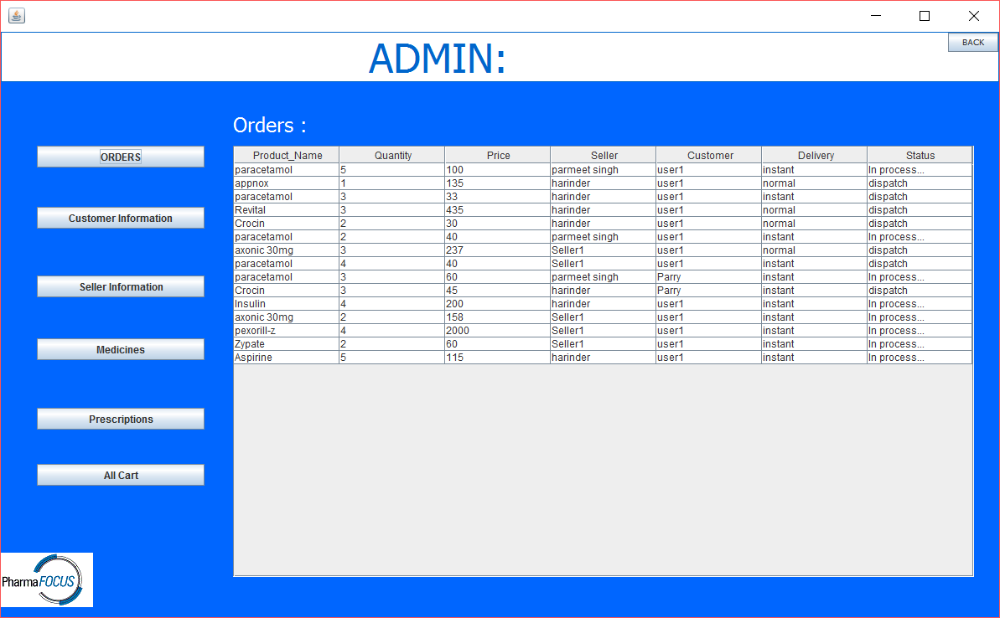 ADMIN:
BACK
Orders :
ORDERS
Customer Information
Seller Information
Medicines
Prescriptions
All Cart
Product_Name Quantity Price Seller Customer Delivery Status
paracetamol 5 100 parmeet singh user1 instant In process...
appnox 1 135 harinder user1 normal dispatch
paracetamol 3 33 harinder user1 instant dispatch
Revital 3 435 harinder user1 normal dispatch
Crocin 2 30 harinder user1 normal dispatch
paracetamol 2 40 parmeet singh user1 instant In process...
axonic 30mg 3 237 Seller1 user1 normal dispatch
paracetamol 4 40 Seller1 user1 instant dispatch
paracetamol 3 60 parmeet singh Parry instant In process...
Crocin 3 45 harinder Parry instant dispatch
Insulin 4 200 harinder user1 instant In process...
axonic 30mg 2 158 Seller1 user1 instant In process...
pexorill-z 4 2000 Seller1 user1 instant In process...
Zypate 2 60 Seller1 user1 instant In process...
Aspirine 5 115 harinder user1 instant In process...
PharmaFOCUS